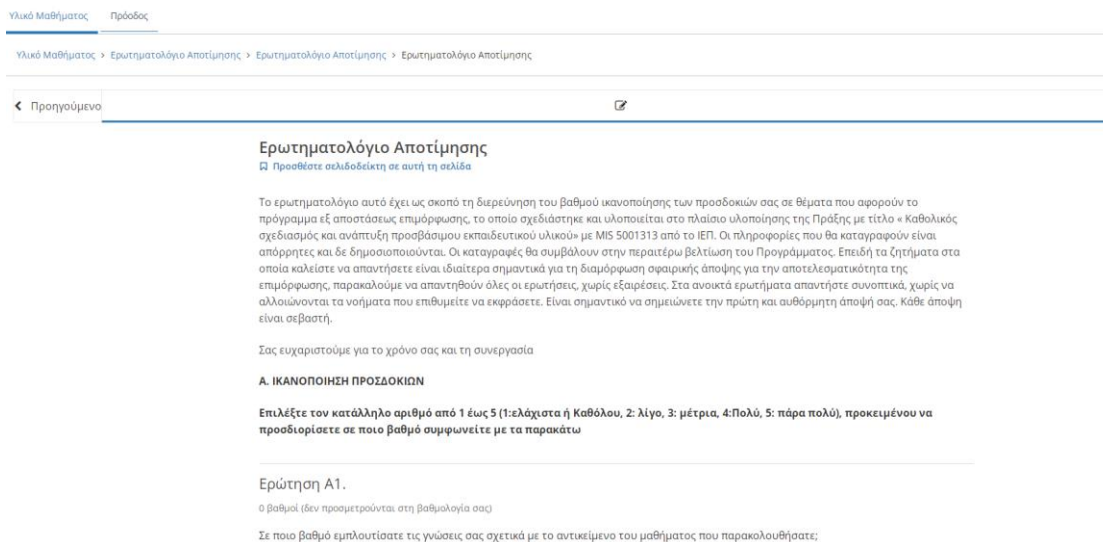 Υλικό Μαθήματος Πρόοδος
Υλικό Μαθήματος > Ερωτηματολόγιο Αποτίμησης > Ερωτηματολόγιο Αποτίμησης > Ερωτηματολόγιο Αποτίμησης
Προηγούμενο
Ερωτηματολόγιο Αποτίμησης
Προσθέστε σελιδοδείκτη σε αυτή τη σελίδα
Το ερωτηματολόγιο αυτό έχει ως σκοπό τη διερεύνηση του βαθμού ικανοποίησης των προσδοκιών σας σε θέματα που αφορούν το
πρόγραμμα εξ αποστάσεως επιμόρφωσης, το οποίο σχεδιάστηκε και υλοποιείται στο πλαίσιο υλοποίησης της Πράξης με τίτλο « Καθολικός
σχεδιασμός και ανάπτυξη προσβάσιμου εκπαιδευτικού υλικού» με MIS 5001313 από το ΙΕΠ. Οι πληροφορίες που θα καταγραφούν είναι
απόρρητες και δε δημοσιοποιούνται. Οι καταγραφές θα συμβάλουν στην περαιτέρω βελτίωση του Προγράμματος. Επειδή τα ζητήματα στα
οποία καλείστε να απαντήσετε είναι ιδιαίτερα σημαντικά για τη διαμόρφωση σφαιρικής άποψης για την αποτελεσματικότητα της
επιμόρφωσης, παρακαλούμε να απαντηθούν όλες οι ερωτήσεις, χωρίς εξαιρέσεις. Στα ανοικτά ερωτήματα απαντήστε συνοπτικά, χωρίς να
αλλοιώνονται τα νοήματα που επιθυμείτε να εκφράσετε. Είναι σημαντικό να σημειώνετε την πρώτη και αυθόρμητη άποψή σας. Κάθε άποψη
είναι σεβαστή.
Σας ευχαριστούμε για το χρόνο σας και τη συνεργασία
Α. ΙΚΑΝΟΠΟΙΗΣΗ ΠΡΟΣΔΟΚΙΩΝ
Επιλέξτε τον κατάλληλο αριθμό από 1 έως 5 (1:ελάχιστα ή Καθόλου, 2: λίγο, 3: μέτρια, 4:Πολύ, 5: πάρα πολύ), προκειμένου να
προσδιορίσετε σε ποιο βαθμό συμφωνείτε με τα παρακάτω
Ερώτηση Α1.
0 βαθμοί (δεν προσμετρούνται στη βαθμολογία σας)
Σε ποιο βαθμό εμπλουτίσατε τις γνώσεις σας σχετικά με το αντικείμενο του μαθήματος που παρακολουθήσατε;